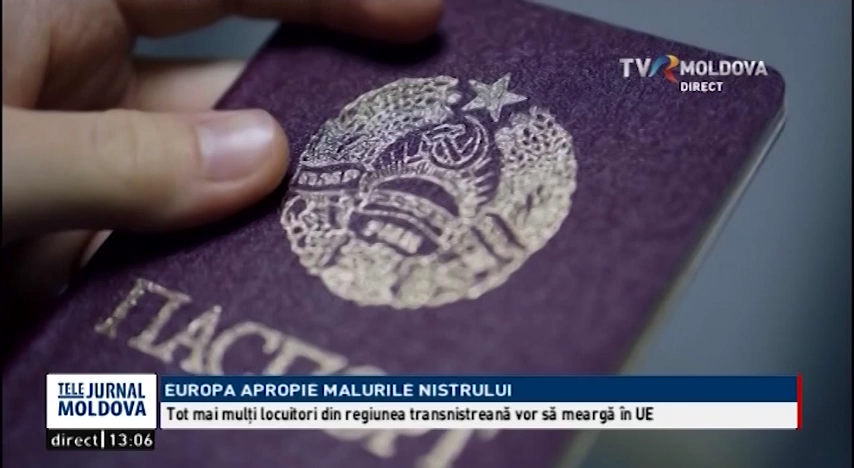 TVR MOLDOVA
DIRECT
ПАСПОРТ
TELE JURNAL
MOLDOVA
EUROPA APROPIE MALURILE NISTRULUI
Tot mai mulți locuitori din regiunea transnistreană vor să meargă în UE
direct 13:06